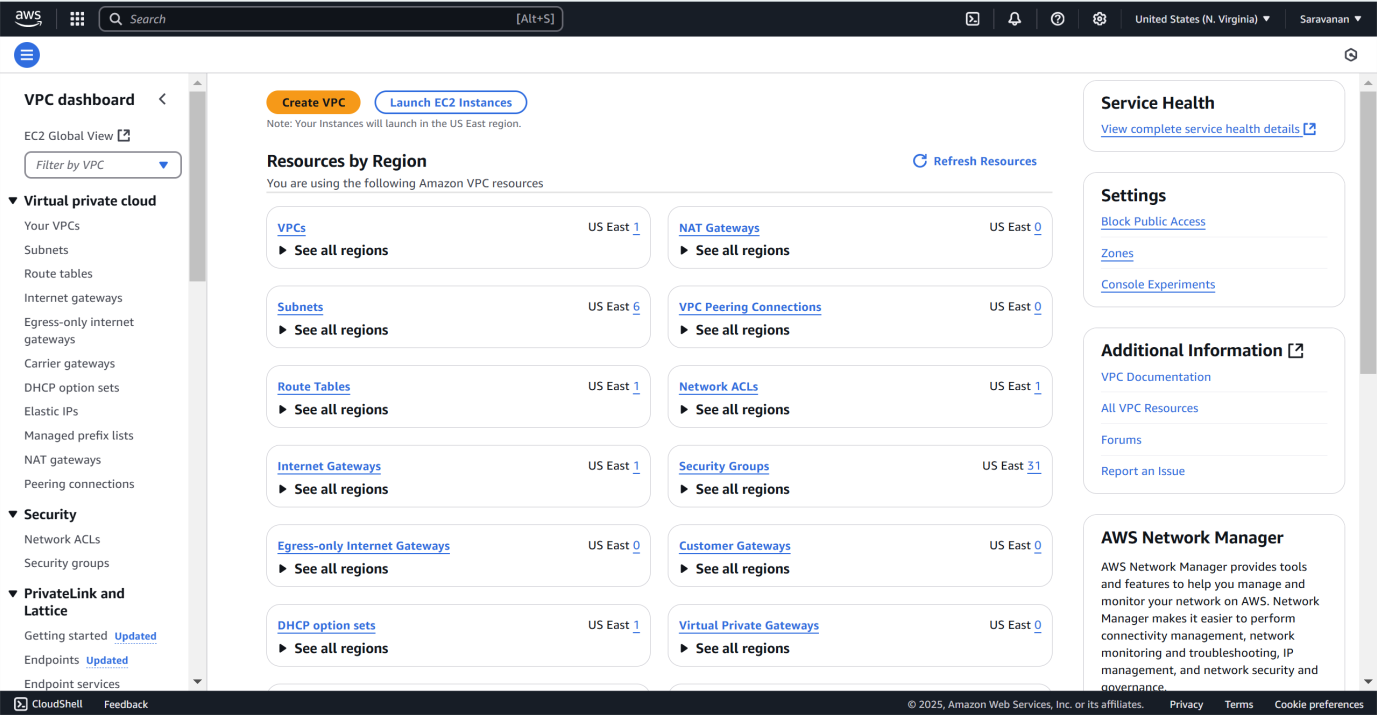 aws
Search
[Alt+S]
United States (N. Virginia)
Saravanan
VPC dashboard
EC2 Global View
Filter by VPC
Virtual private cloud
Your VPCs
Subnets
Route tables
Internet gateways
Egress-only internet
gateways
Carrier gateways
DHCP option sets
Elastic IPs
Managed prefix lists
NAT gateways
Peering connections
Security
Network ACLs
Security groups
PrivateLink and
Lattice
Getting started Updated
Endpoints Updated
Endpoint services
Create VPC
Launch EC2 Instances
Note: Your Instances will launch in the US East region.
Resources by Region
Refresh Resources
You are using the following Amazon VPC resources
VPCs US East 1
See all regions
NAT Gateways US East 0
See all regions
Subnets US East 6
See all regions
VPC Peering Connections US East 0
See all regions
Route Tables US East 1
See all regions
Network ACLs US East 1
See all regions
Internet Gateways US East 1
See all regions
Security Groups US East 31
See all regions
Egress-only Internet Gateways US East 0
See all regions
Customer Gateways US East 0
See all regions
DHCP option sets US East 1
See all regions
Virtual Private Gateways US East 0
See all regions
Service Health
View complete service health details
Settings
Block Public Access
Zones
Console Experiments
Additional Information
VPC Documentation
All VPC Resources
Forums
Report an Issue
AWS Network Manager
AWS Network Manager provides tools
and features to help you manage and
monitor your network on AWS. Network
Manager makes it easier to perform
connectivity management, network
monitoring and troubleshooting, IP
management, and network security and
governance.
CloudShell
Feedback
© 2025, Amazon Web Services, Inc. or its affiliates.
Privacy
Terms
Cookie preferences